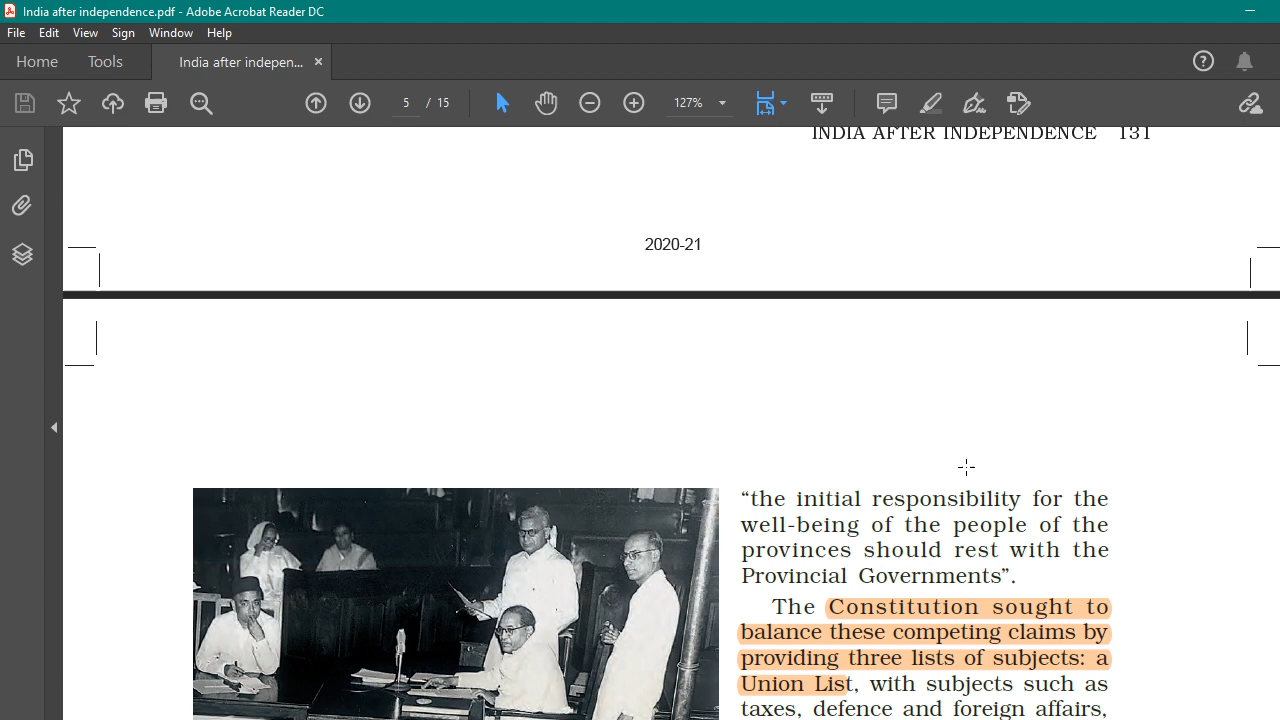 India after independence.pdf - Adobe Acrobat Reader DC
File Edit View Sign Window Help
Home Tools India after indepen... ×
5 / 15 127%
INDIA AFTER INDEPENDENCE 131
2020-21
“the initial responsibility for the
well-being of the people of the
provinces should rest with the
Provincial Governments”.
The Constitution sought to
balance these competing claims by
providing three lists of subjects: a
Union List, with subjects such as
taxes, defence and foreign affairs,